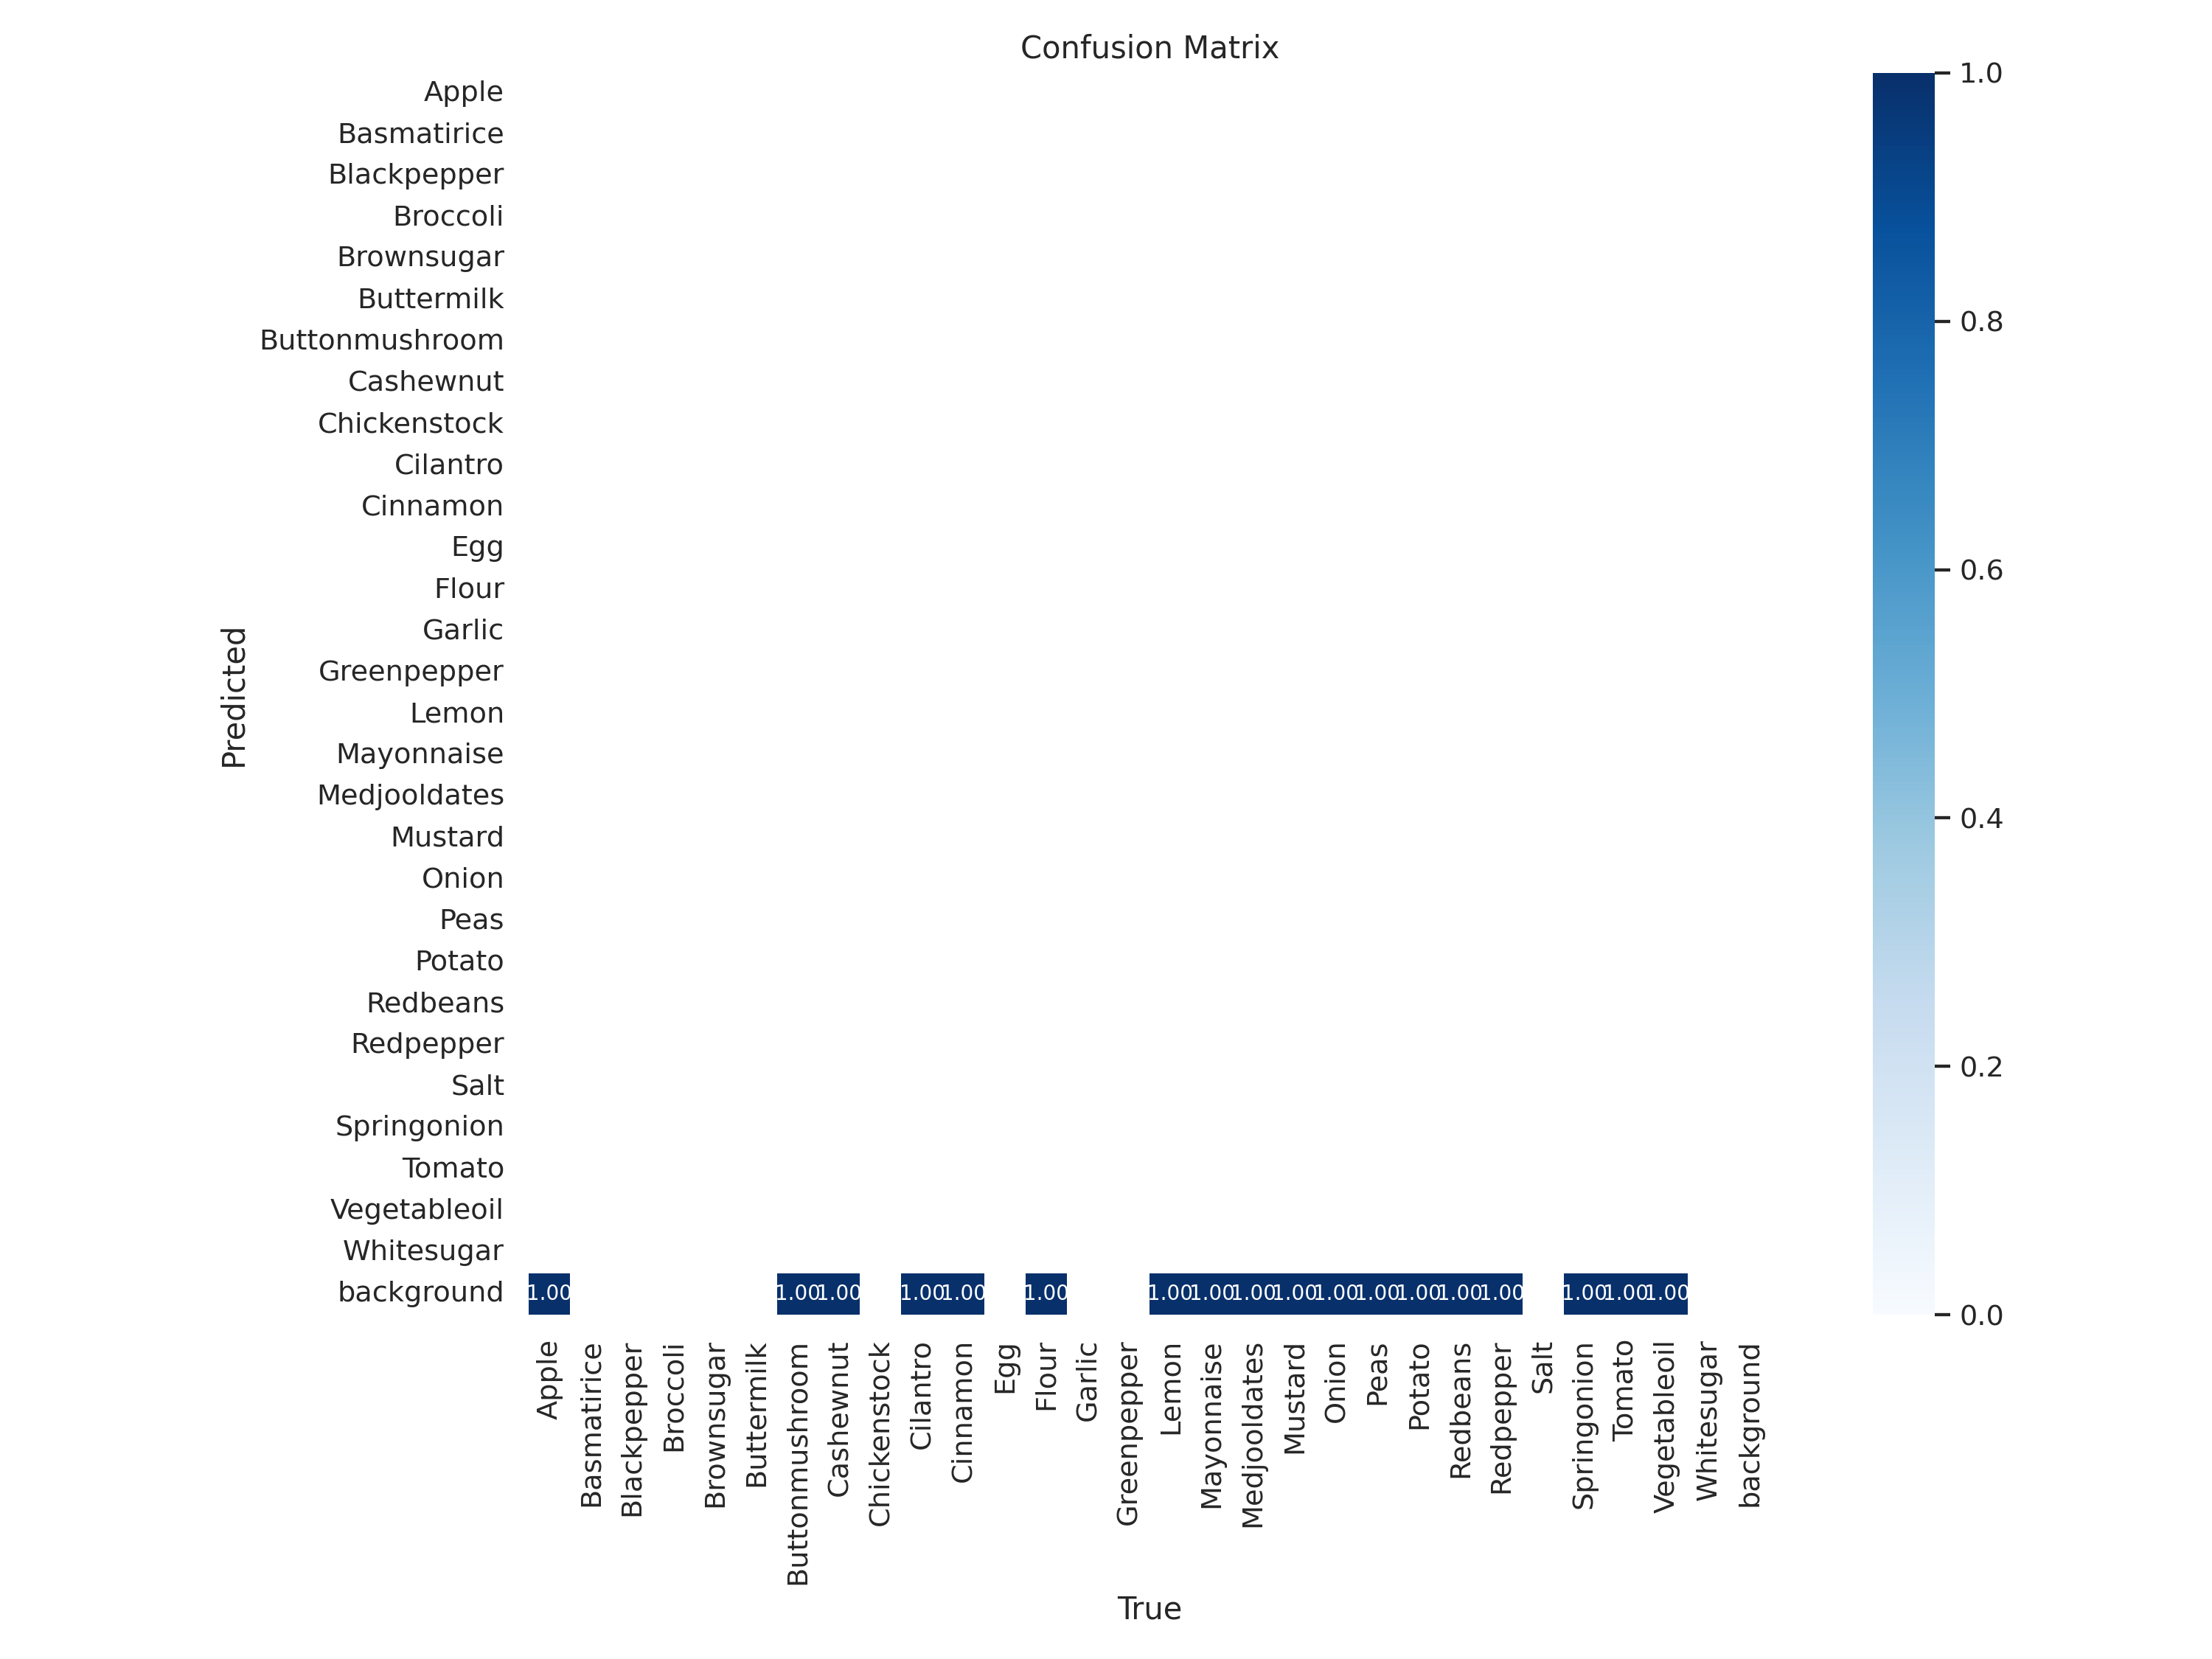 Confusion Matrix
Apple
Basmatirice
Blackpepper
Broccoli
Brownsugar
Buttermilk
Buttonmushroom
Cashewnut
Chickenstock
Cilantro
Cinnamon
Egg
Flour
Garlic
Greenpepper
Lemon
Mayonnaise
Medjooldates
Mustard
Onion
Peas
Potato
Redbeans
Redpepper
Salt
Springonion
Tomato
Vegetableoil
Whitesugar
background
Predicted
1.00 1.00 1.00 1.00 1.00 1.00 1.00 1.00 1.00 1.00 1.00 1.00 1.00 1.00 1.00 1.00 1.00 1.00
Apple
Basmatirice
Blackpepper
Broccoli
Brownsugar
Buttermilk
Buttonmushroom
Cashewnut
Chickenstock
Cilantro
Cinnamon
Egg
Flour
Garlic
Greenpepper
Lemon
Mayonnaise
Medjooldates
Mustard
Onion
Peas
Potato
Redbeans
Redpepper
Salt
Springonion
Tomato
Vegetableoil
Whitesugar
background
True
1.0
0.8
0.6
0.4
0.2
0.0